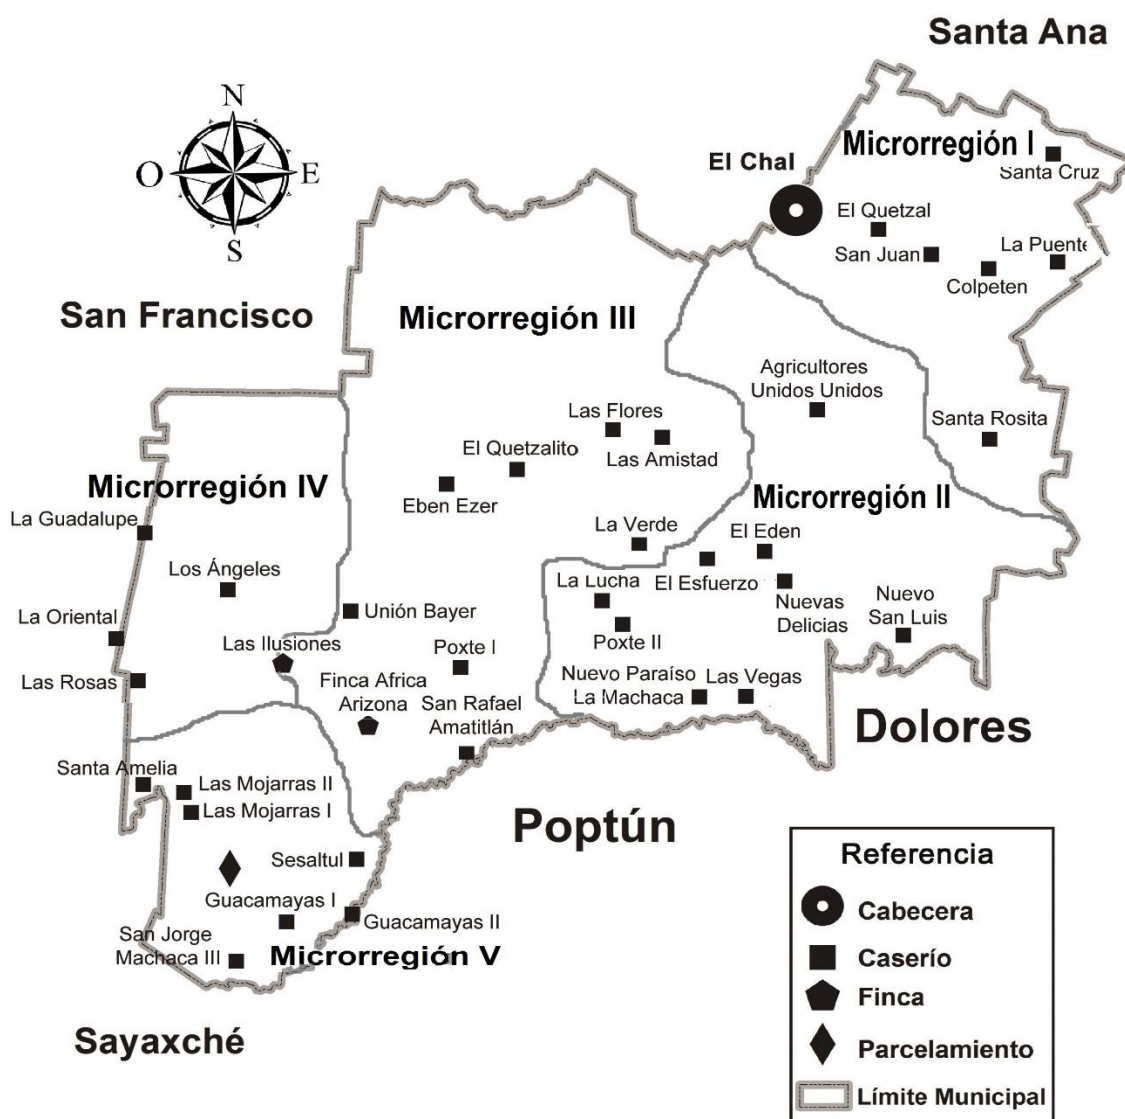 Santa Ana
N
Microrregión I
El Chal
Santa Cruz
O
E
El Quetzal
S
San Juan
La Puente
Colpeten
San Francisco
Microrregión III
Agricultores
Unidos Unidos
Las Flores
Santa Rosita
El Quetzalito
Las Amistad
Microrregión IV
Eben Ezer
Microrregión II
La Guadalupe
La Verde
El Eden
Los Ángeles
La Lucha
El Esfuerzo
La Oriental
Unión Bayer
Nuevas
Delicias
Nuevo
San Luis
Las Ilusiones
Poxte I
Poxte II
Las Rosas
Finca Africa
Arizona
San Rafael
Amatitlán
Nuevo Paraíso
La Machaca
Las Vegas
Dolores
Santa Amelia
Las Mojarras II
Las Mojarras I
Poptún
Sesaltul
Guacamayas I
Guacamayas II
San Jorge
Machaca III
Microrregión V
Sayaxché
Referencia
Cabecera
Caserío
Finca
Parcelamiento
Límite Municipal